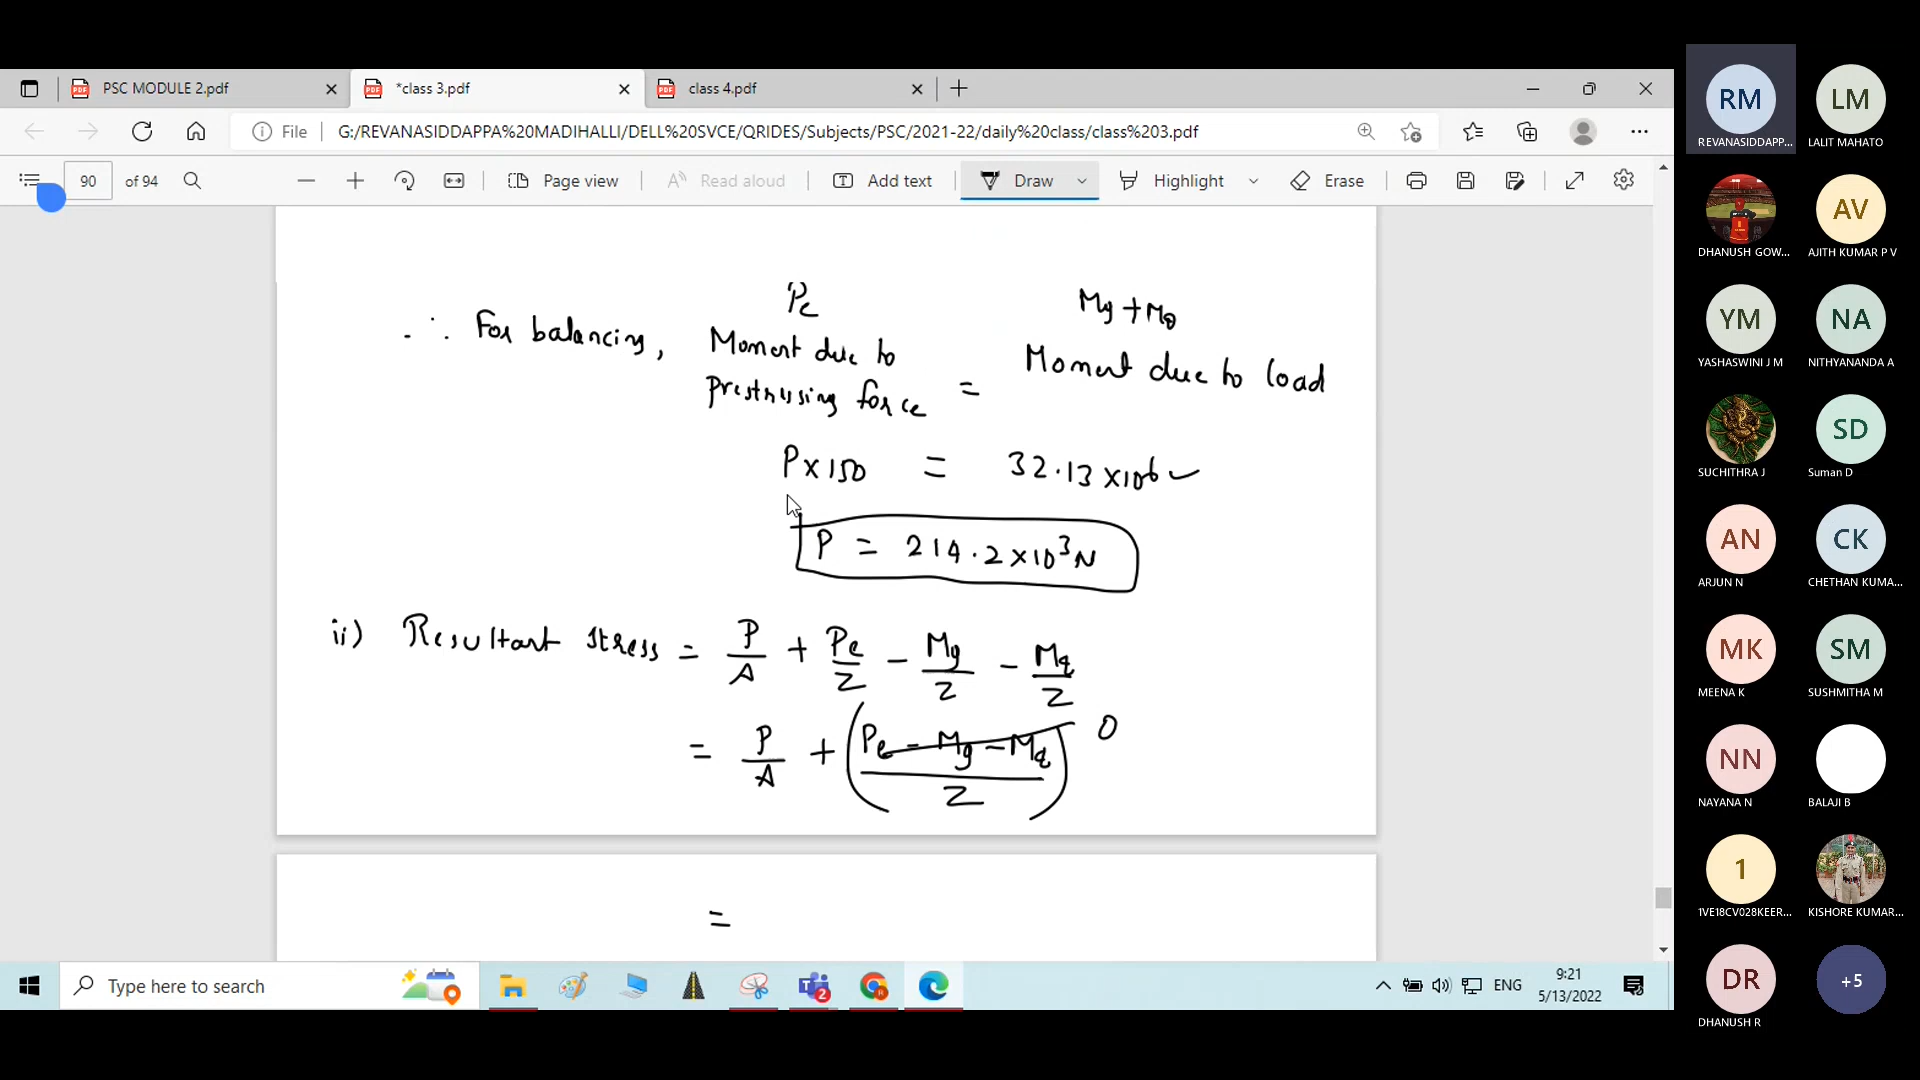 PSC MODULE 2.pdf
*class 3.pdf
class 4.pdf
File
G:/REVANASIDDAPPA%20MADIHALLI/DELL%20SVCE/QRIDES/Subjects/PSC/2021-22/daily%20class/class%203.pdf
90 of 94
Page view
Read aloud
Add text
Draw
Highlight
Erase
Pe
Mg + MQ
∴ For balancing, Moment due to prestressing force = Moment due to load
P x 150 = 32.13 x 10^6
P = 214.2 x 10^3 N
ii) Resultant stress = P/A + Pe/Z - Mg/Z - Mq/Z
= P/A + (Pe - Mg - Mq / Z) 0
=
Type here to search
2
ENG
9:21
5/13/2022
RM
REVANASIDDAPP...
LM
LALIT MAHATO
DHANUSH GOW...
AV
AJITH KUMAR P V
YM
YASHASWINI J M
NA
NITHYANANDA A
SUCHITHRA J
SD
Suman D
AN
ARJUN N
CK
CHETHAN KUMA...
MK
MEENA K
SM
SUSHMITHA M
NN
NAYANA N
BALAJI B
1
1VE18CV028KEER...
KISHORE KUMAR...
DR
DHANUSH R
+5